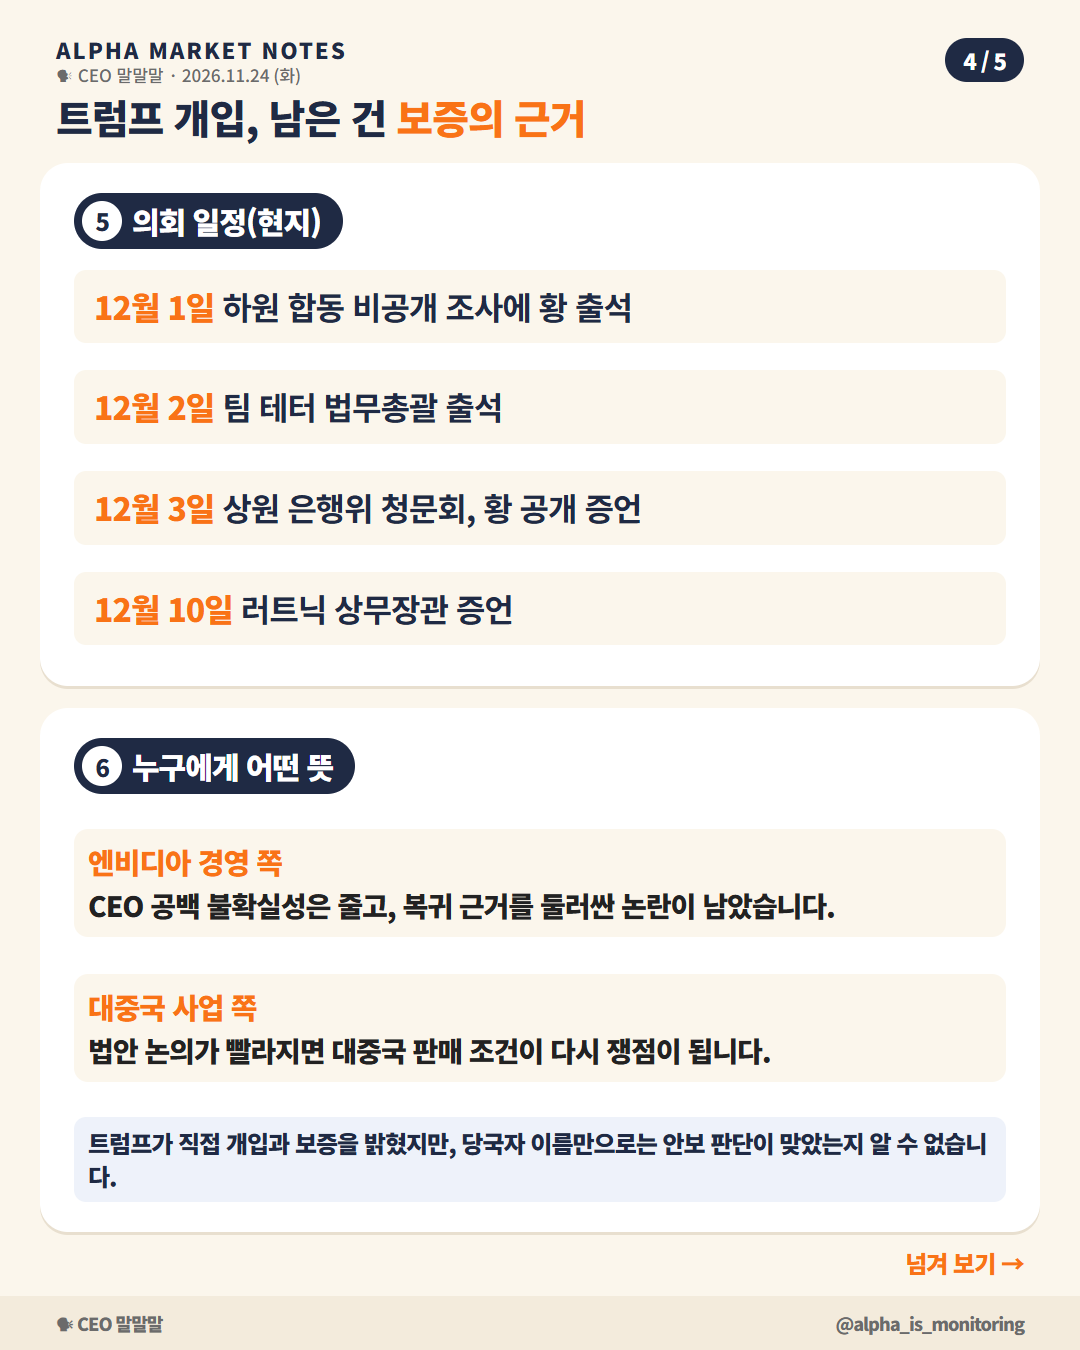 ALPHA MARKET NOTES
🗣 CEO 말말말 · 2026.11.24 (화)
4 / 5
트럼프 개입, 남은 건 보증의 근거
5 의회 일정(현지)
12월 1일 하원 합동 비공개 조사에 황 출석
12월 2일 팀 테터 법무총괄 출석
12월 3일 상원 은행위 청문회, 황 공개 증언
12월 10일 러트닉 상무장관 증언
6 누구에게 어떤 뜻
엔비디아 경영 쪽
CEO 공백 불확실성은 줄고, 복귀 근거를 둘러싼 논란이 남았습니다.
대중국 사업 쪽
법안 논의가 빨라지면 대중국 판매 조건이 다시 쟁점이 됩니다.
트럼프가 직접 개입과 보증을 밝혔지만, 당국자 이름만으로는 안보 판단이 맞았는지 알 수 없습니
다.
넘겨 보기 →
🗣 CEO 말말말
@alpha_is_monitoring